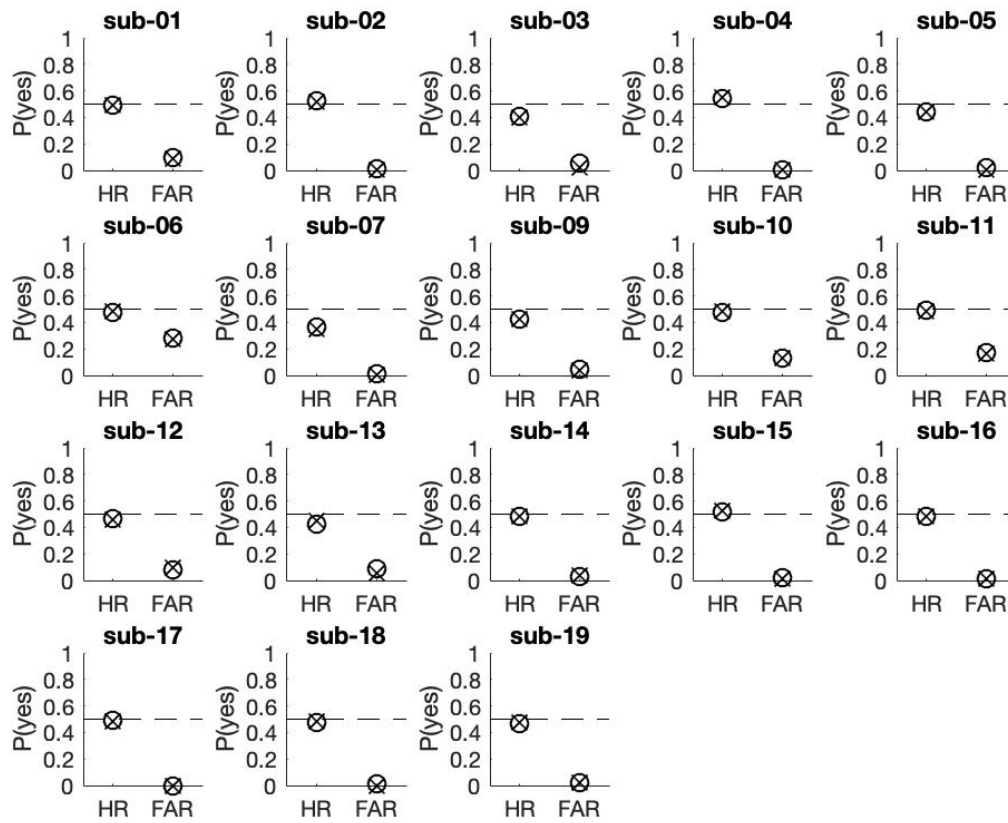 sub-01 sub-02 sub-03 sub-04 sub-05
1 1 1 1 1
0.8 0.8 0.8 0.8 0.8
0.6 0.6 0.6 0.6 0.6
P(yes) P(yes) P(yes) P(yes) P(yes)
0.4 0.4 0.4 0.4 0.4
0.2 0.2 0.2 0.2 0.2
0 0 0 0 0
HR FAR HR FAR HR FAR HR FAR HR FAR
sub-06 sub-07 sub-09 sub-10 sub-11
1 1 1 1 1
0.8 0.8 0.8 0.8 0.8
0.6 0.6 0.6 0.6 0.6
P(yes) P(yes) P(yes) P(yes) P(yes)
0.4 0.4 0.4 0.4 0.4
0.2 0.2 0.2 0.2 0.2
0 0 0 0 0
HR FAR HR FAR HR FAR HR FAR HR FAR
sub-12 sub-13 sub-14 sub-15 sub-16
1 1 1 1 1
0.8 0.8 0.8 0.8 0.8
0.6 0.6 0.6 0.6 0.6
P(yes) P(yes) P(yes) P(yes) P(yes)
0.4 0.4 0.4 0.4 0.4
0.2 0.2 0.2 0.2 0.2
0 0 0 0 0
HR FAR HR FAR HR FAR HR FAR HR FAR
sub-17 sub-18 sub-19
1 1 1
0.8 0.8 0.8
0.6 0.6 0.6
P(yes) P(yes) P(yes)
0.4 0.4 0.4
0.2 0.2 0.2
0 0 0
HR FAR HR FAR HR FAR